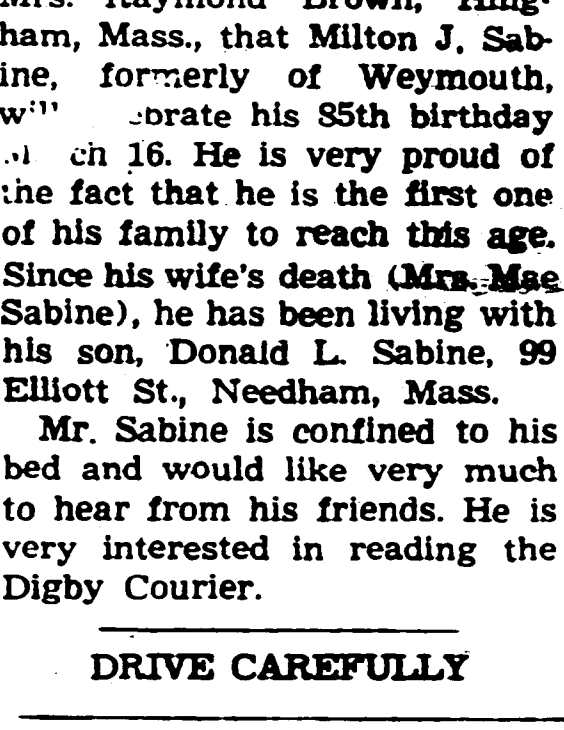 Mrs. Raymond Brown, Hing-
ham, Mass., that Milton J. Sab-
ine, formerly of Weymouth,
his 85th birthday
16. He is very proud of
the fact that he is the first one
of his family to reach this age.
Since his wife's death (Mrs. Mae
Sabine), he has been living with
his son, Donald L. Sabine, 99
Elliott St., Needham, Mass.
Mr. Sabine is confined to his
bed and would like very much
to hear from his friends. He is
very interested in reading the
Digby Courier.
DRIVE CAREFULLY